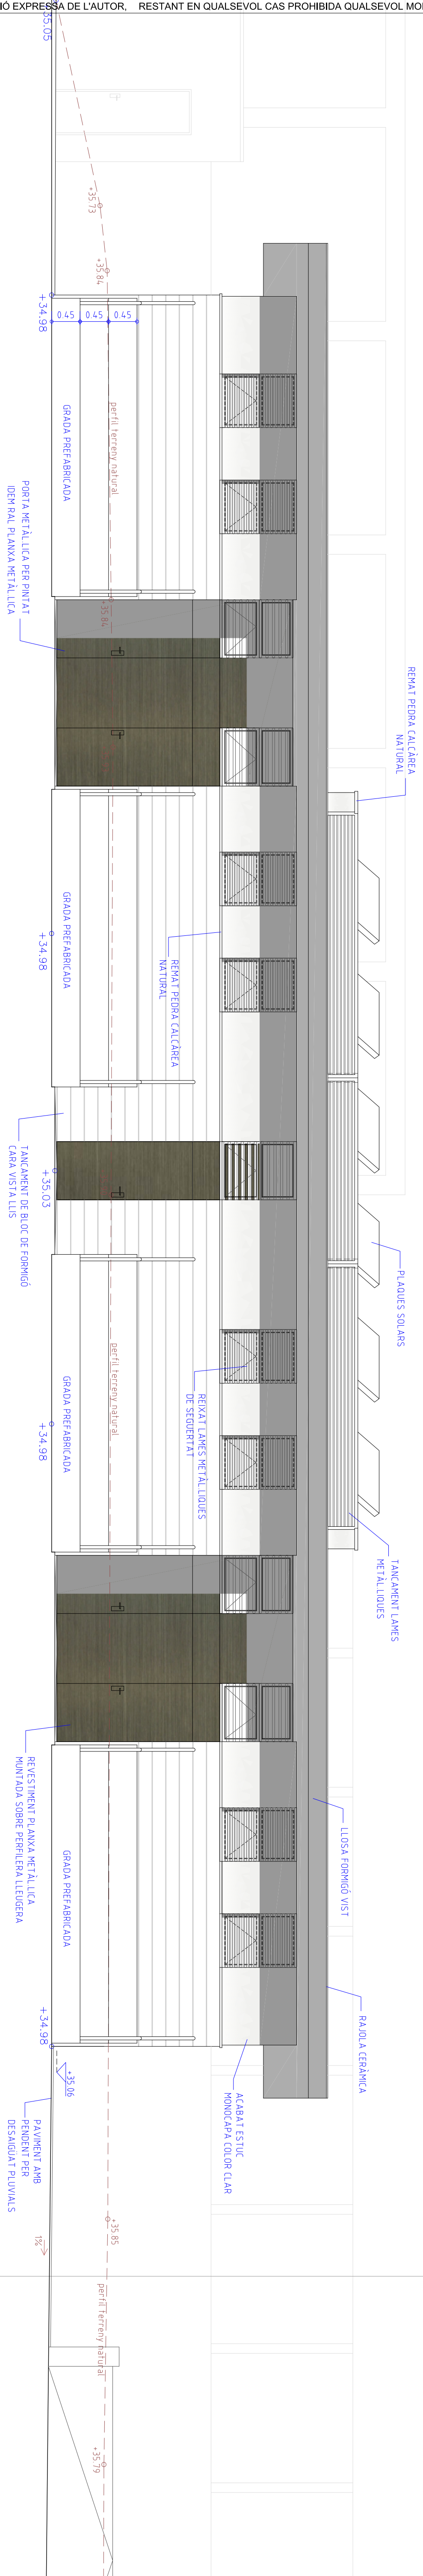 IÓ EXPRESSA DE L'AUTOR, RESTANT EN QUALSEVOL CAS PROHIBIDA QUALSEVOL MO
+35.05
+35.73
+35.84
+34.98
0.45
0.45
0.45
perfil terreny natural
GRADA PREFABRICADA
PORTA METÀL·LICA PER PINTAT
IDEM RAL PLANXA METÀL·LICA
+35.84
REMAT PEDRA CALCÀREA
NATURAL
GRADA PREFABRICADA
+34.98
REMAT PEDRA CALCÀREA
NATURAL
TANCAMENT DE BLOC DE FORMIGÓ
CARA VISTA LLIS
+35.03
PLAQUES SOLARS
perfil terreny natural
GRADA PREFABRICADA
+34.98
REIXAT LAMES METÀL·LIQUES
DE SEGUERTAT
TANCAMENT LAMES
METÀL·LIQUES
REVESTIMENT PLANXA METÀL·LICA
MUNTADA SOBRE PERFILERA LLEUGERA
LLOSA FORMIGÓ VIST
GRADA PREFABRICADA
RAJOLA CERÀMICA
+34.98
+35.06
ACABAT ESTUC
MONOCAPA COLOR CLAR
PAVIMENT AMB
PENDENT PER
DESAIGUAT PLUVIALS
+35.85
1%
perfil terreny natural
+35.79